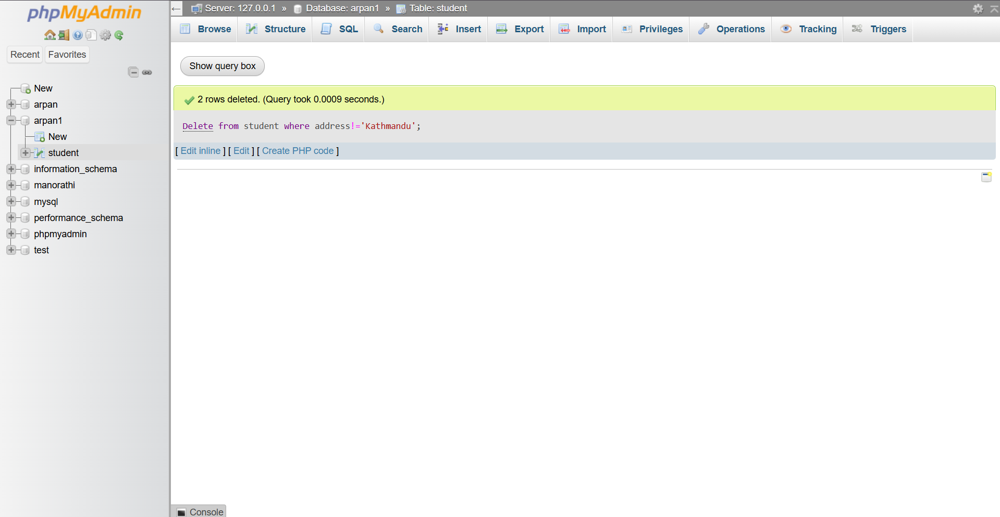 phpMyAdmin
Recent Favorites
New
arpan
arpan1
New
student
information_schema
manorathi
mysql
performance_schema
phpmyadmin
test
← Server: 127.0.0.1 » Database: arpan1 » Table: student
Browse Structure SQL Search Insert Export Import Privileges Operations Tracking Triggers
Show query box
2 rows deleted. (Query took 0.0009 seconds.)
Delete from student where address!='Kathmandu';
[ Edit inline ] [ Edit ] [ Create PHP code ]
Console